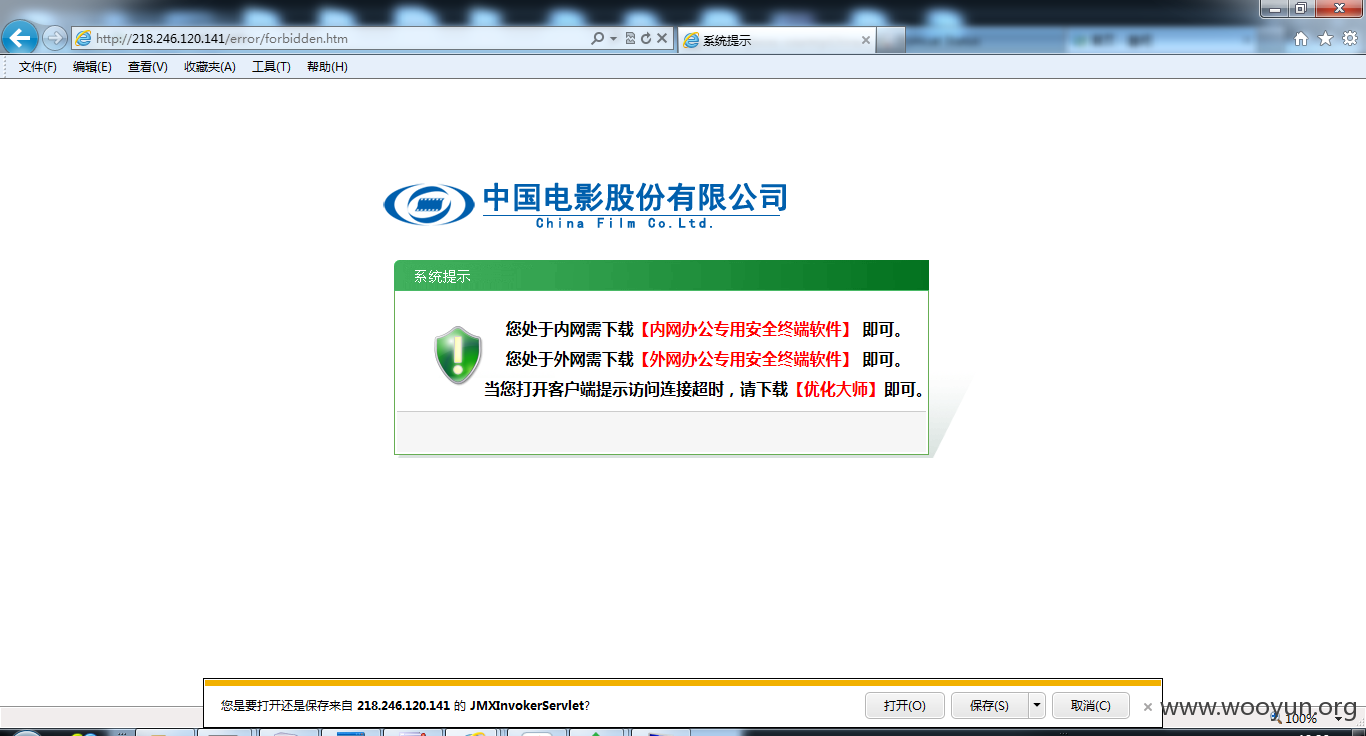 http://218.246.120.141/error/forbidden.htm
系统提示
文件(F) 编辑(E) 查看(V) 收藏夹(A) 工具(T) 帮助(H)
中国电影股份有限公司
China Film Co.Ltd.
系统提示
您处于内网需下载【内网办公专用安全终端软件】 即可。
您处于外网需下载【外网办公专用安全终端软件】 即可。
当您打开客户端提示访问连接超时，请下载【优化大师】即可。
您是要打开还是保存来自 218.246.120.141 的 JMXInvokerServlet?
打开(O) 保存(S) 取消(C)
www.wooyun.org
100%